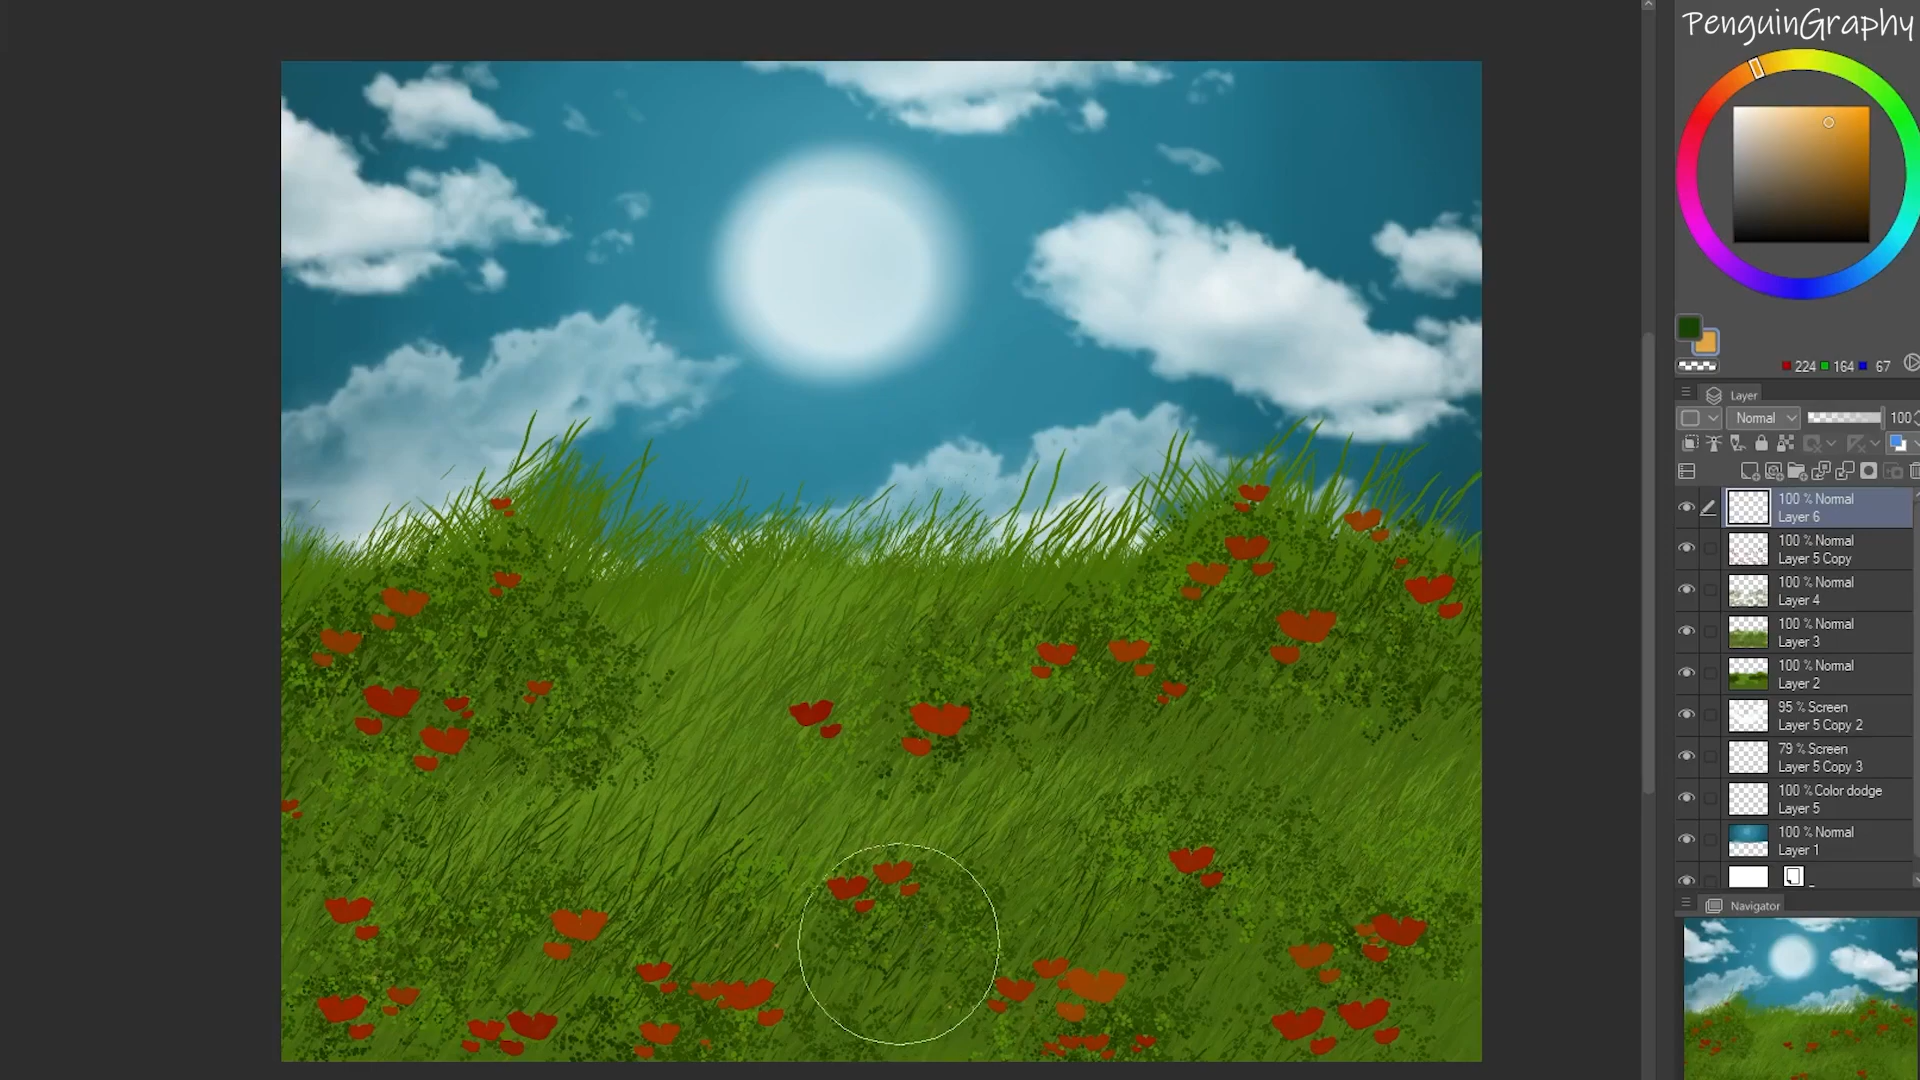 PenguinGraphy
224 164 67
Layer
Normal 100
100 % Normal
Layer 6
100 % Normal
Layer 5 Copy
100 % Normal
Layer 4
100 % Normal
Layer 3
100 % Normal
Layer 2
95 % Screen
Layer 5 Copy 2
79 % Screen
Layer 5 Copy 3
100 % Color dodge
Layer 5
100 % Normal
Layer 1
Navigator